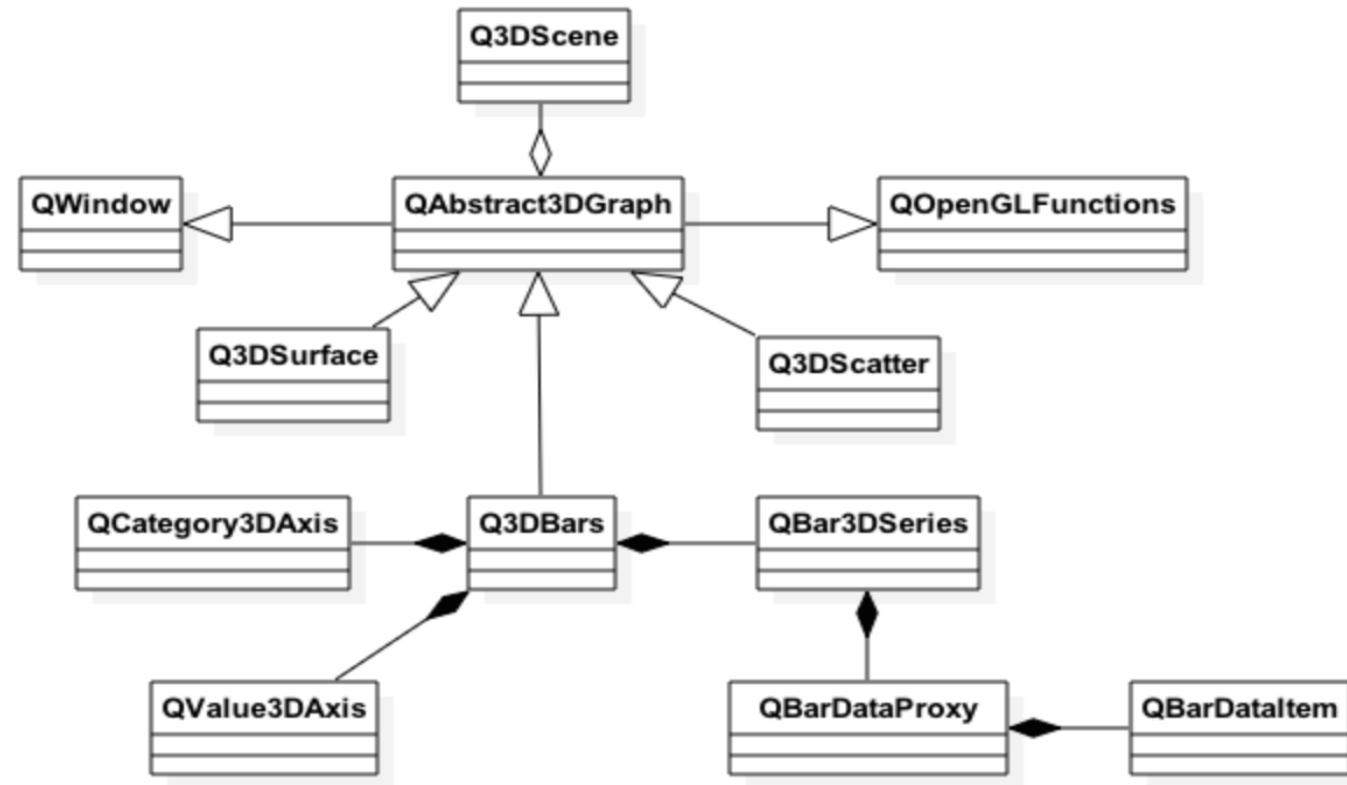 Q3DScene
QWindow
QAbstract3DGraph
QOpenGLFunctions
Q3DSurface
Q3DScatter
QCategory3DAxis
Q3DBars
QBar3DSeries
QValue3DAxis
QBarDataProxy
QBarDataItem